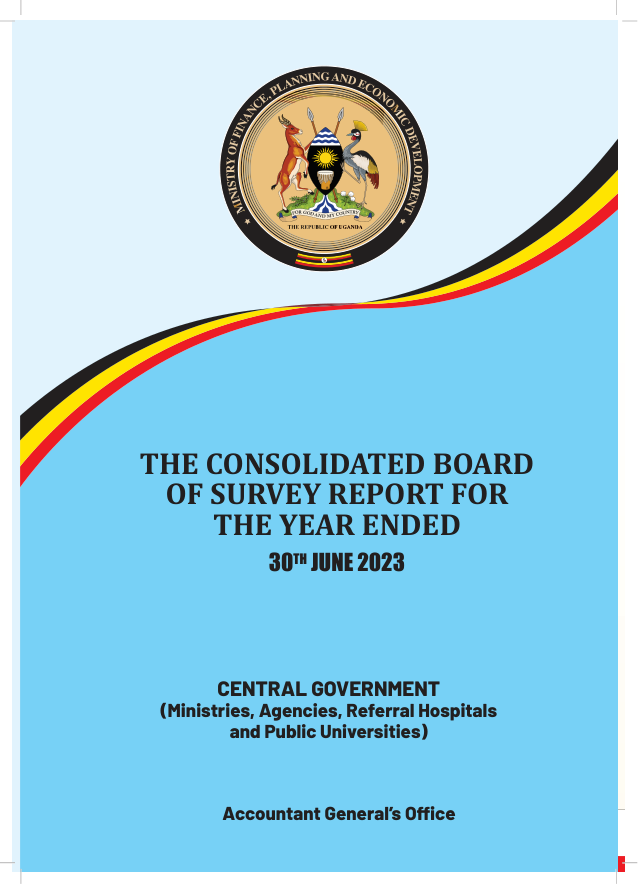 MINISTRY OF FINANCE, PLANNING AND ECONOMIC DEVELOPMENT
FOR GOD AND MY COUNTRY
THE REPUBLIC OF UGANDA
THE CONSOLIDATED BOARD
OF SURVEY REPORT FOR
THE YEAR ENDED
30TH JUNE 2023
CENTRAL GOVERNMENT
(Ministries, Agencies, Referral Hospitals
and Public Universities)
Accountant General's Office